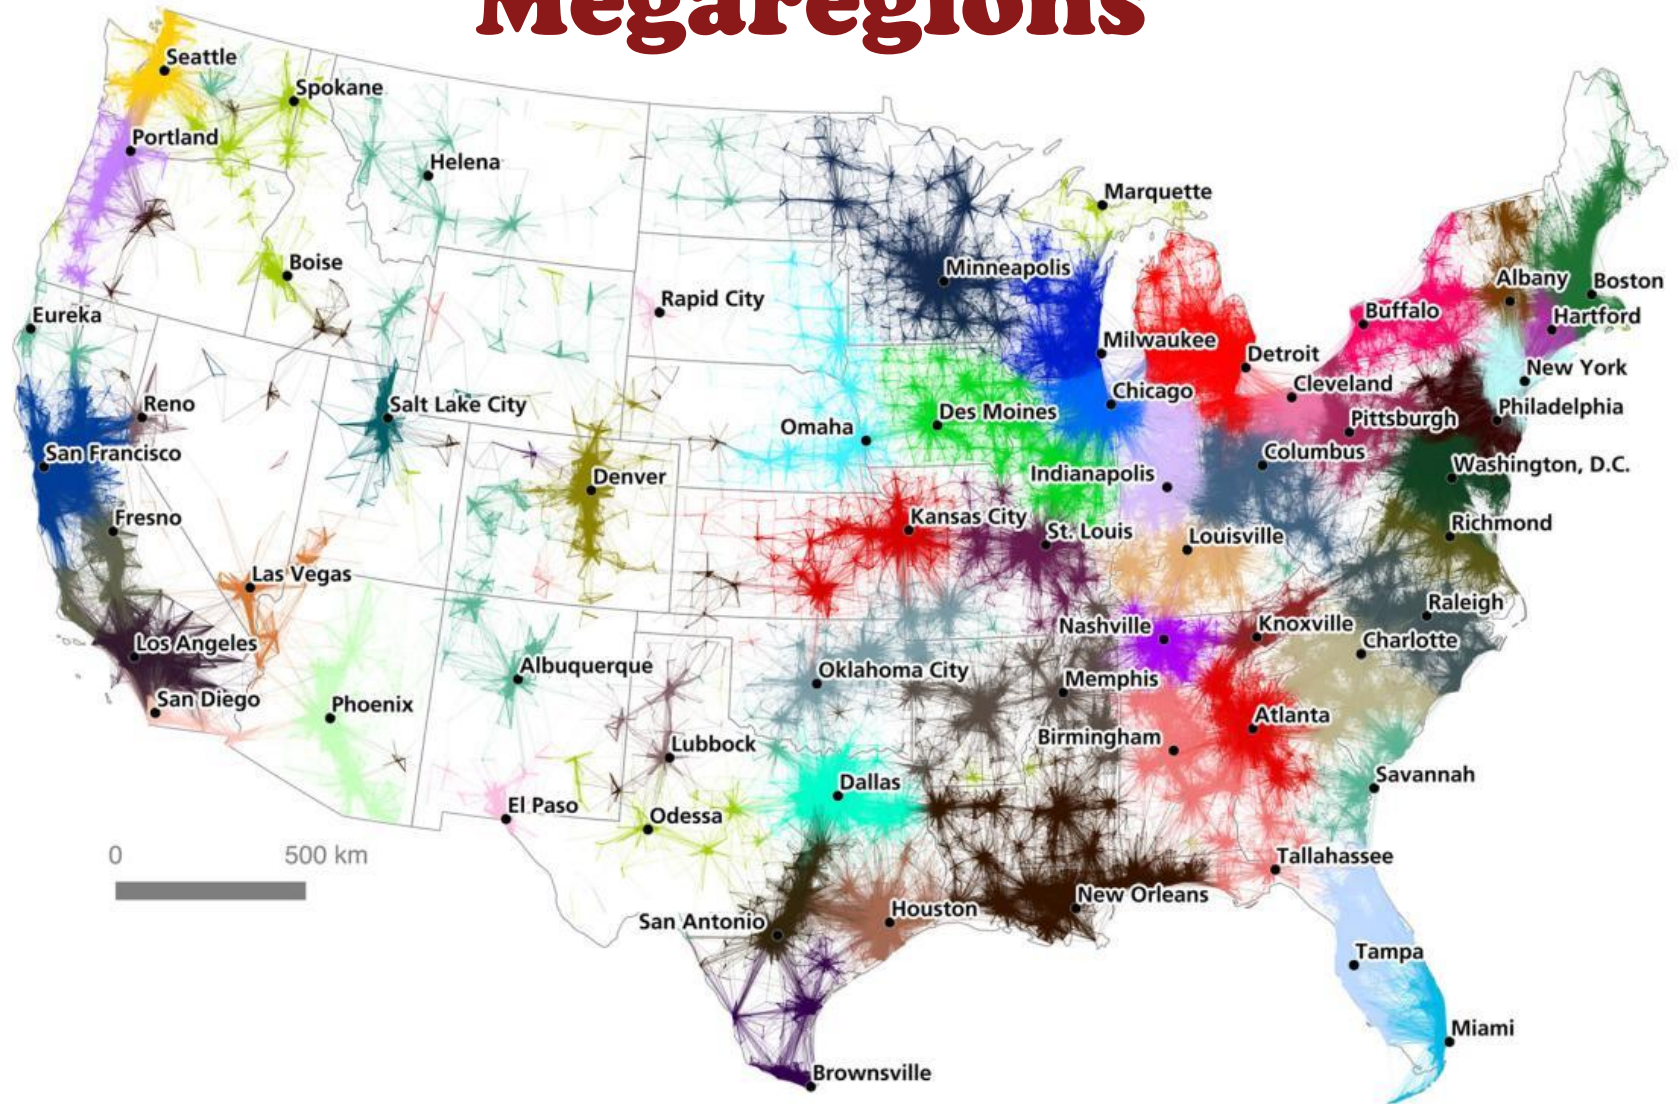 Megaregions
Seattle
Spokane
Portland
Helena
Marquette
Boise
Minneapolis
Albany
Boston
Rapid City
Eureka
Buffalo
Hartford
Milwaukee
Detroit
New York
Cleveland
Chicago
Reno
Salt Lake City
Des Moines
Philadelphia
Pittsburgh
Omaha
San Francisco
Columbus
Washington, D.C.
Indianapolis
Denver
Fresno
Kansas City
Richmond
St. Louis
Louisville
Las Vegas
Raleigh
Nashville
Knoxville
Los Angeles
Charlotte
Albuquerque
Oklahoma City
Memphis
San Diego
Phoenix
Atlanta
Birmingham
Lubbock
Savannah
Dallas
El Paso
Odessa
0 500 km
Tallahassee
New Orleans
Houston
San Antonio
Tampa
Miami
Brownsville